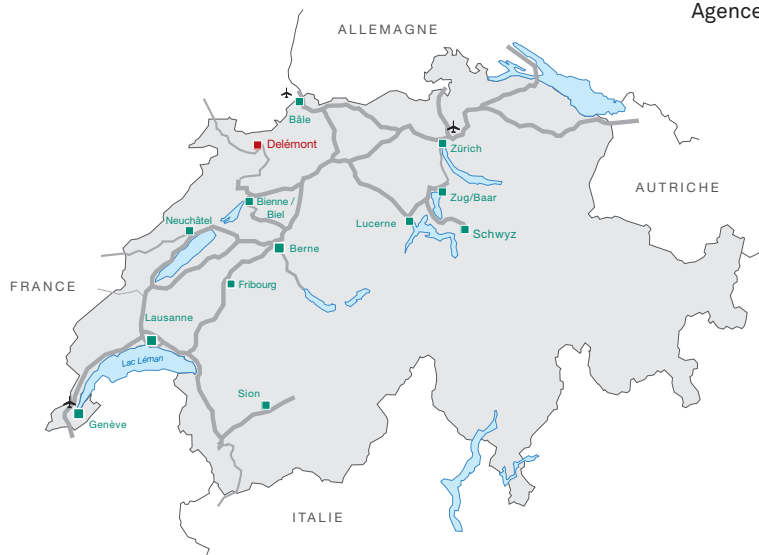 Agence
ALLEMAGNE
Bâle
Delémont
Zürich
AUTRICHE
Zug/Baar
Bienne /
Biel
Neuchâtel
Lucerne
Schwyz
Berne
FRANCE
Fribourg
Lausanne
Lac Léman
Sion
Genève
ITALIE